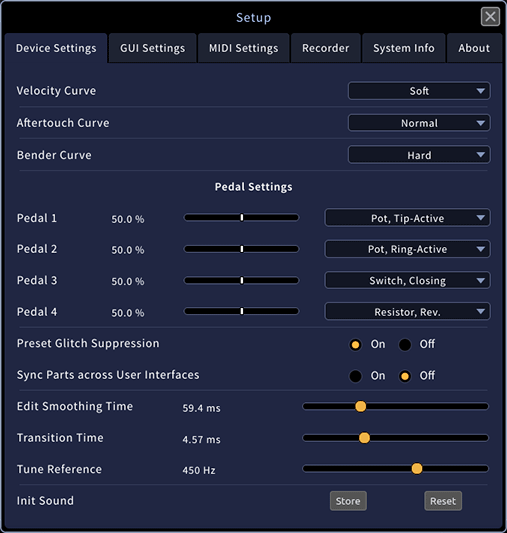 Setup
Device Settings GUI Settings MIDI Settings Recorder System Info About
Velocity Curve Soft
Aftertouch Curve Normal
Bender Curve Hard
Pedal Settings
Pedal 1 50.0 % Pot, Tip-Active
Pedal 2 50.0 % Pot, Ring-Active
Pedal 3 50.0 % Switch, Closing
Pedal 4 50.0 % Resistor, Rev.
Preset Glitch Suppression On Off
Sync Parts across User Interfaces On Off
Edit Smoothing Time 59.4 ms
Transition Time 4.57 ms
Tune Reference 450 Hz
Init Sound Store Reset